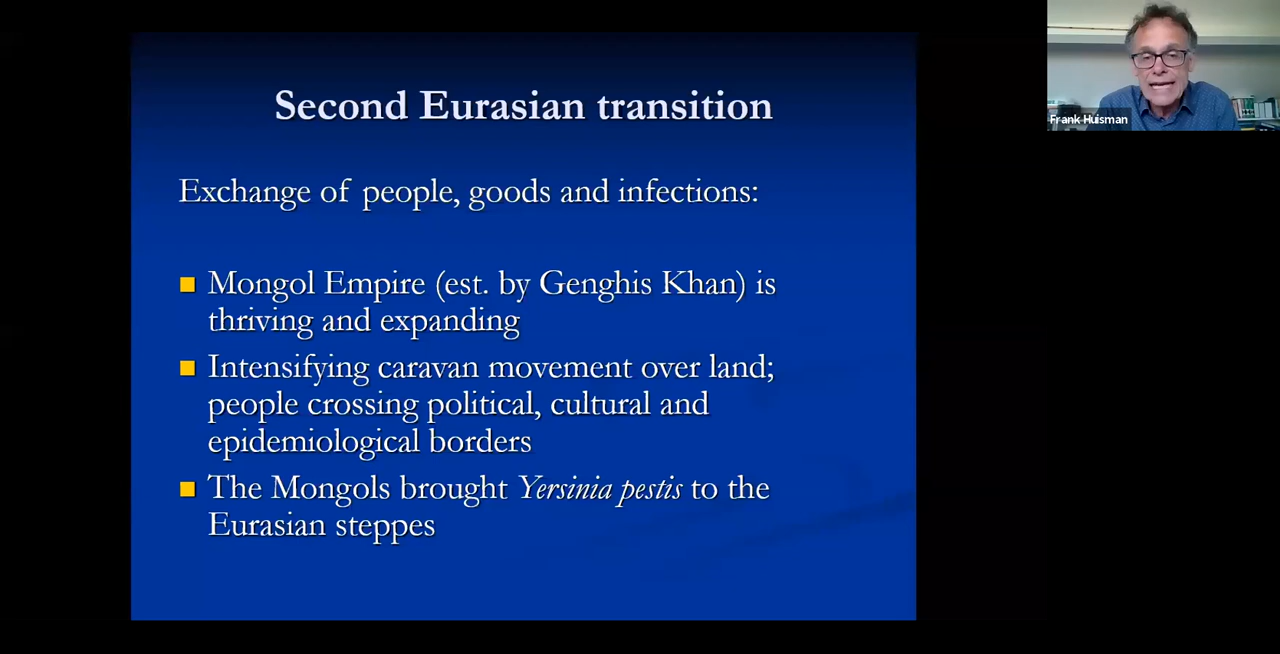 Second Eurasian transition
Exchange of people, goods and infections:
Mongol Empire (est. by Genghis Khan) is
thriving and expanding
Intensifying caravan movement over land;
people crossing political, cultural and
epidemiological borders
The Mongols brought Yersinia pestis to the
Eurasian steppes
Frank Huisman